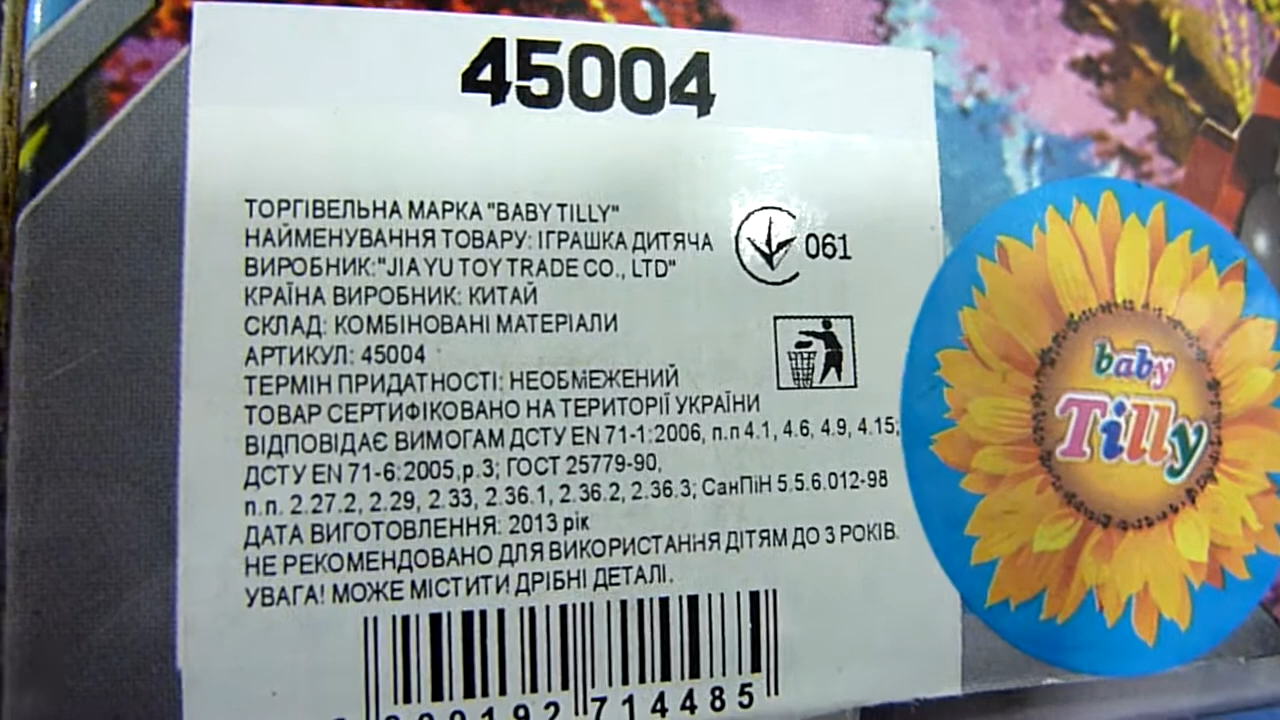 45004
ТОРГІВЕЛЬНА МАРКА "BABY TILLY"
НАЙМЕНУВАННЯ ТОВАРУ: ІГРАШКА ДИТЯЧА
ВИРОБНИК:"JIA YU TOY TRADE CO., LTD"
КРАЇНА ВИРОБНИК: КИТАЙ
СКЛАД: КОМБІНОВАНІ МАТЕРІАЛИ
АРТИКУЛ: 45004
ТЕРМІН ПРИДАТНОСТІ: НЕОБМЕЖЕНИЙ
ТОВАР СЕРТИФІКОВАНО НА ТЕРИТОРІЇ УКРАЇНИ
ВІДПОВІДАЄ ВИМОГАМ ДСТУ EN 71-1:2006, п.п 4.1, 4.6, 4.9, 4.15;
ДСТУ EN 71-6:2005,р.3; ГОСТ 25779-90,
п.п. 2.27.2, 2.29, 2.33, 2.36.1, 2.36.2, 2.36.3; СанПіН 5.5.6.012-98
ДАТА ВИГОТОВЛЕННЯ: 2013 рік
НЕ РЕКОМЕНДОВАНО ДЛЯ ВИКОРИСТАННЯ ДІТЯМ ДО 3 РОКІВ.
УВАГА! МОЖЕ МІСТИТИ ДРІБНІ ДЕТАЛІ.
061
baby
Tilly
714485